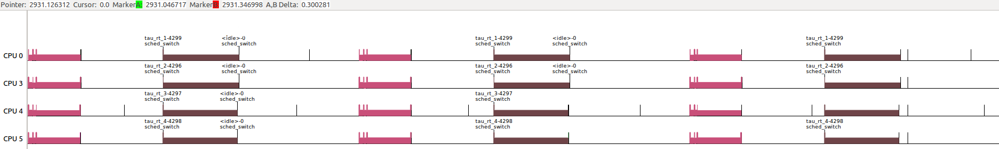 Pointer: 2931.126312 Cursor: 0.0 MarkerA: 2931.046717 MarkerB: 2931.346998 A,B Delta: 0.300281
tau_rt_1-4299 <idle>-0 tau_rt_1-4299 <idle>-0 tau_rt_1-4299
sched_switch sched_switch sched_switch sched_switch sched_switch
CPU 0
tau_rt_2-4296 <idle>-0 tau_rt_2-4296 <idle>-0 tau_rt_2-4296
sched_switch sched_switch sched_switch sched_switch sched_switch
CPU 3
tau_rt_3-4297 <idle>-0 tau_rt_3-4297
sched_switch sched_switch sched_switch
CPU 4
tau_rt_4-4298 <idle>-0 tau_rt_4-4298 tau_rt_4-4298
sched_switch sched_switch sched_switch sched_switch
CPU 5